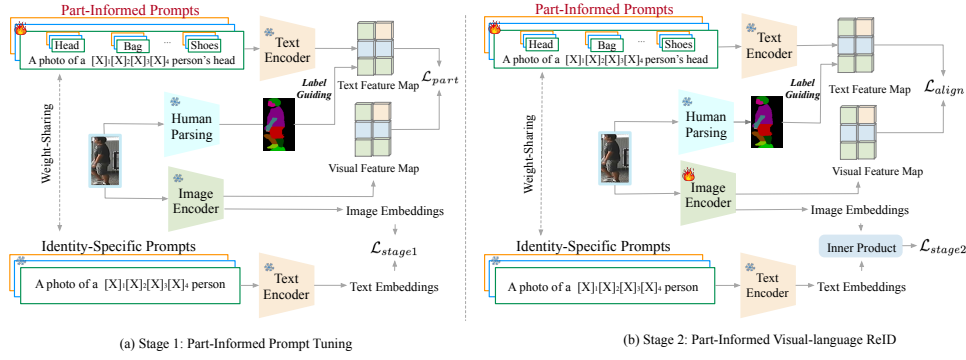 Part-Informed Prompts
Head
Bag
...
Shoes
A photo of a [X]₁[X]₂[X]₃[X]₄ person's head
Text
Encoder
Text Feature Map
Label
Guiding
ℒpart
Weight-Sharing
Human
Parsing
Visual Feature Map
Image
Encoder
Image Embeddings
ℒstage1
Identity-Specific Prompts
A photo of a [X]₁[X]₂[X]₃[X]₄ person
Text
Encoder
Text Embeddings
(a) Stage 1: Part-Informed Prompt Tuning
Part-Informed Prompts
Head
Bag
...
Shoes
A photo of a [X]₁[X]₂[X]₃[X]₄ person's head
Text
Encoder
Text Feature Map
Label
Guiding
ℒalign
Weight-Sharing
Human
Parsing
Visual Feature Map
Image
Encoder
Image Embeddings
Inner Product
ℒstage2
Identity-Specific Prompts
A photo of a [X]₁[X]₂[X]₃[X]₄ person
Text
Encoder
Text Embeddings
(b) Stage 2: Part-Informed Visual-language ReID